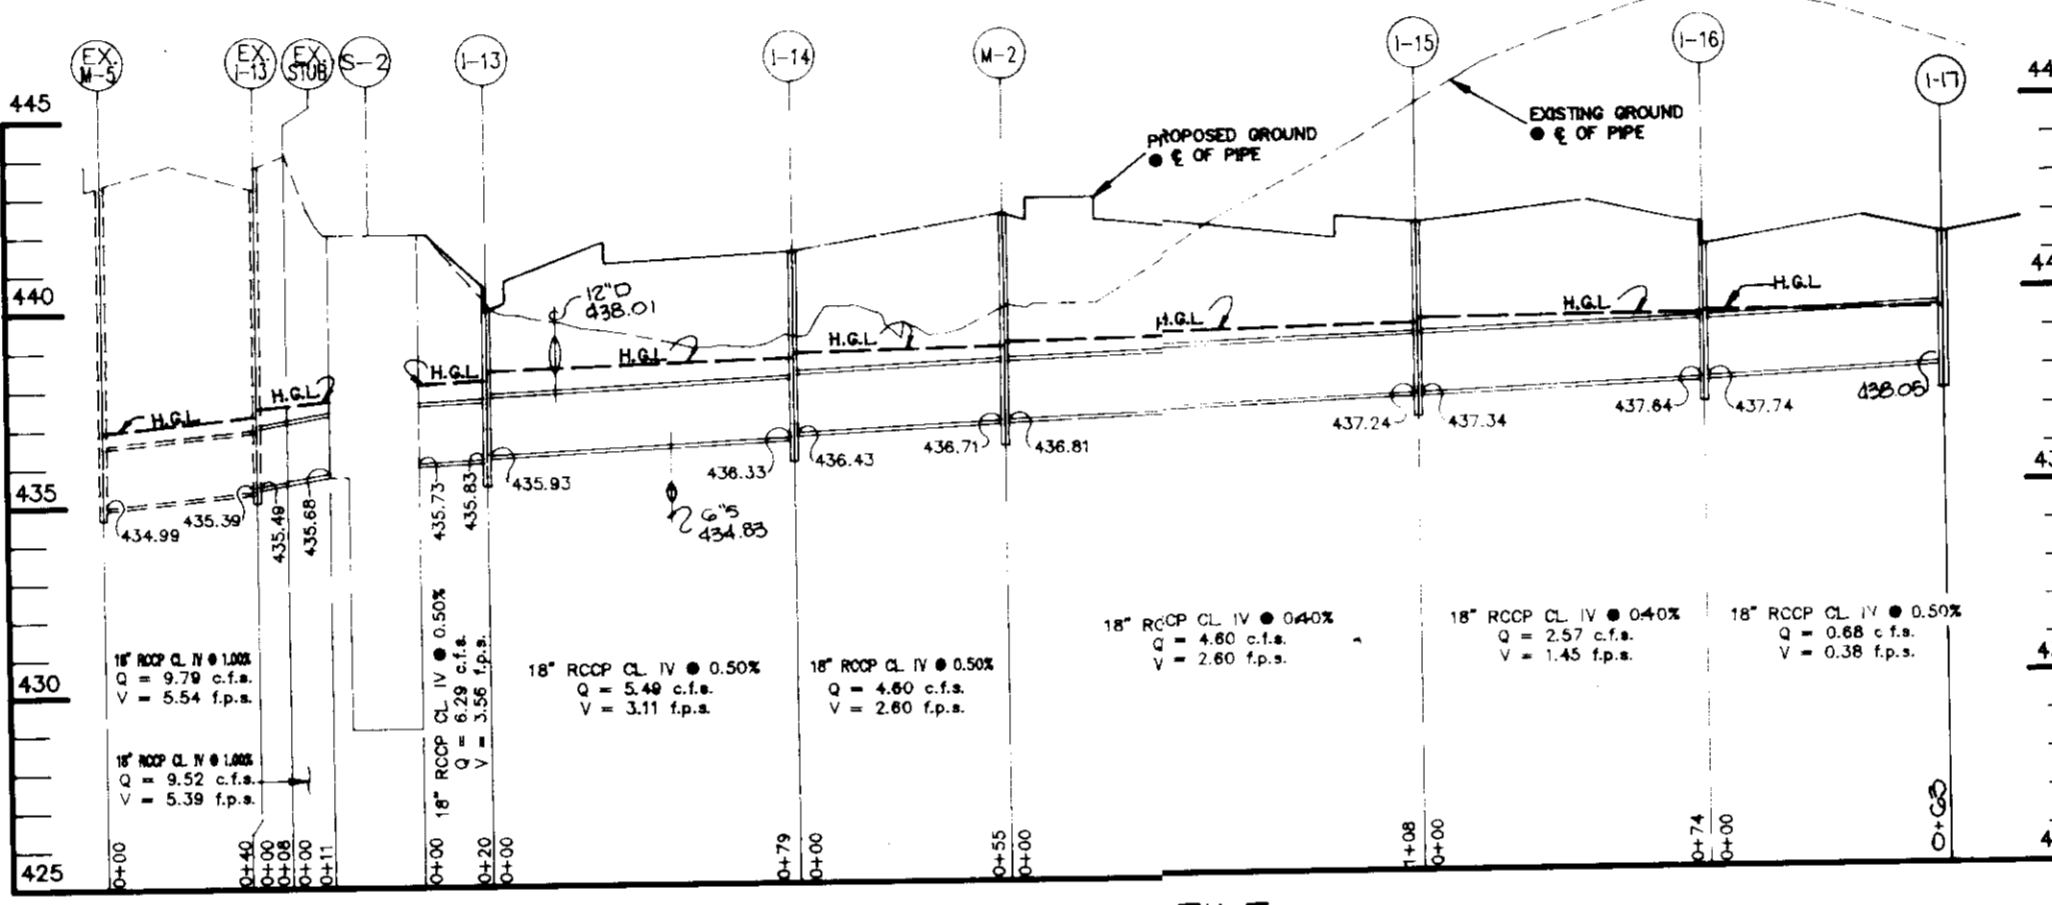 EX.
M-5
EX.
I-13
EX.
STUB
S-2
I-13
I-14
M-2
I-15
I-16
I-17
445
440
435
430
425
PROPOSED GROUND
@ ℄ OF PIPE
EXISTING GROUND
@ ℄ OF PIPE
12"D
438.01
H.G.L.
H.G.L.
H.G.L.
H.G.L.
H.G.L.
H.G.L.
H.G.L.
H.G.L.
434.99
435.39
435.49
435.68
435.73
435.83
435.93
6"S
434.83
436.33
436.43
436.71
436.81
437.24
437.34
437.64
437.74
438.05
18" RCCP CL. IV @ 1.00%
Q = 9.79 c.f.s.
V = 5.54 f.p.s.
18" RCCP CL. IV @ 1.00%
Q = 9.52 c.f.s.
V = 5.39 f.p.s.
18" RCCP CL. IV @ 0.50%
Q = 6.29 c.f.s.
V = 3.56 f.p.s.
18" RCCP CL. IV @ 0.50%
Q = 5.49 c.f.s.
V = 3.11 f.p.s.
18" RCCP CL. IV @ 0.50%
Q = 4.60 c.f.s.
V = 2.60 f.p.s.
18" RCCP CL. IV @ 0.40%
Q = 4.60 c.f.s.
V = 2.60 f.p.s.
18" RCCP CL. IV @ 0.40%
Q = 2.57 c.f.s.
V = 1.45 f.p.s.
18" RCCP CL. IV @ 0.50%
Q = 0.68 c.f.s.
V = 0.38 f.p.s.
0+00
0+40
0+00
0+08
0+00
0+11
0+00
0+20
0+00
0+79
0+00
0+55
0+00
1+08
0+00
0+74
0+00
0+63